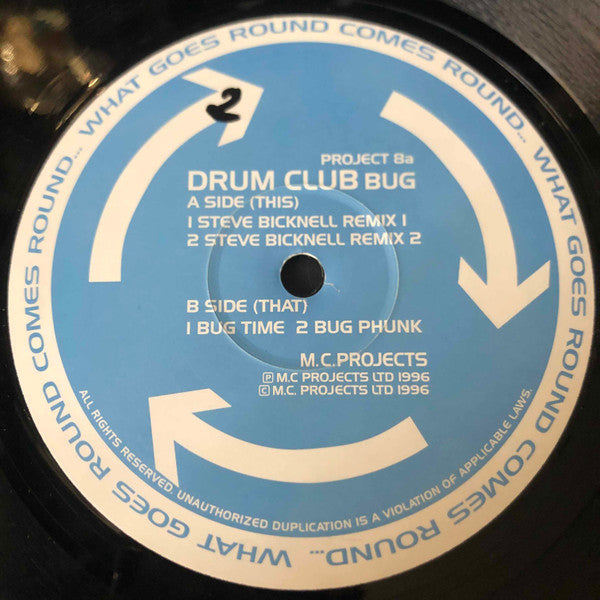 WHAT GOES ROUND COMES ROUND... WHAT GOES ROUND COMES ROUND... WHAT GOES ROUND COMES ROUND...
2
PROJECT 8a
DRUM CLUB BUG
A SIDE (THIS)
1 STEVE BICKNELL REMIX 1
2 STEVE BICKNELL REMIX 2
B SIDE (THAT)
1 BUG TIME 2 BUG PHUNK
M.C.PROJECTS
Ⓟ M.C PROJECTS LTD 1996
© M.C. PROJECTS LTD 1996
ALL RIGHTS RESERVED. UNAUTHORIZED DUPLICATION IS A VIOLATION OF APPLICABLE LAWS.